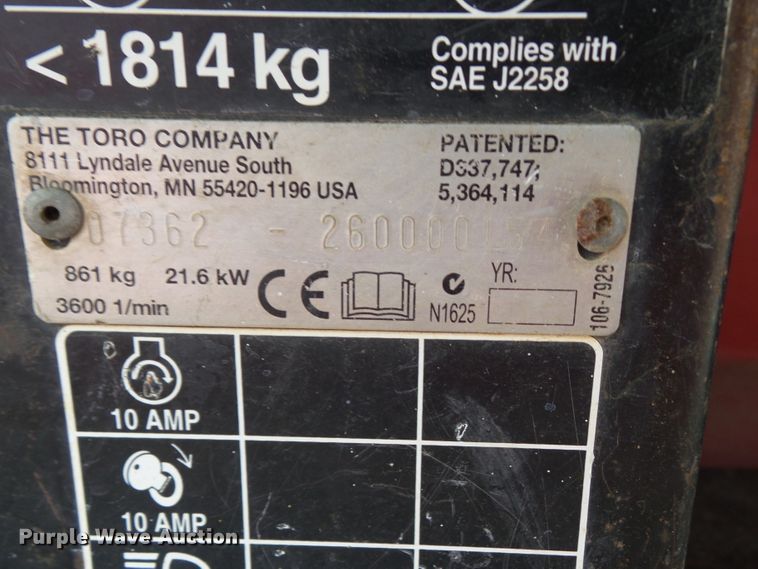 < 1814 kg
Complies with
SAE J2258
THE TORO COMPANY
8111 Lyndale Avenue South
Bloomington, MN 55420-1196 USA
PATENTED:
D337,747;
5,364,114
07362 -
861 kg 21.6 kW
3600 1/min
CE
N1625
YR:
106-7926
10 AMP
10 AMP
Purple Wave Auction